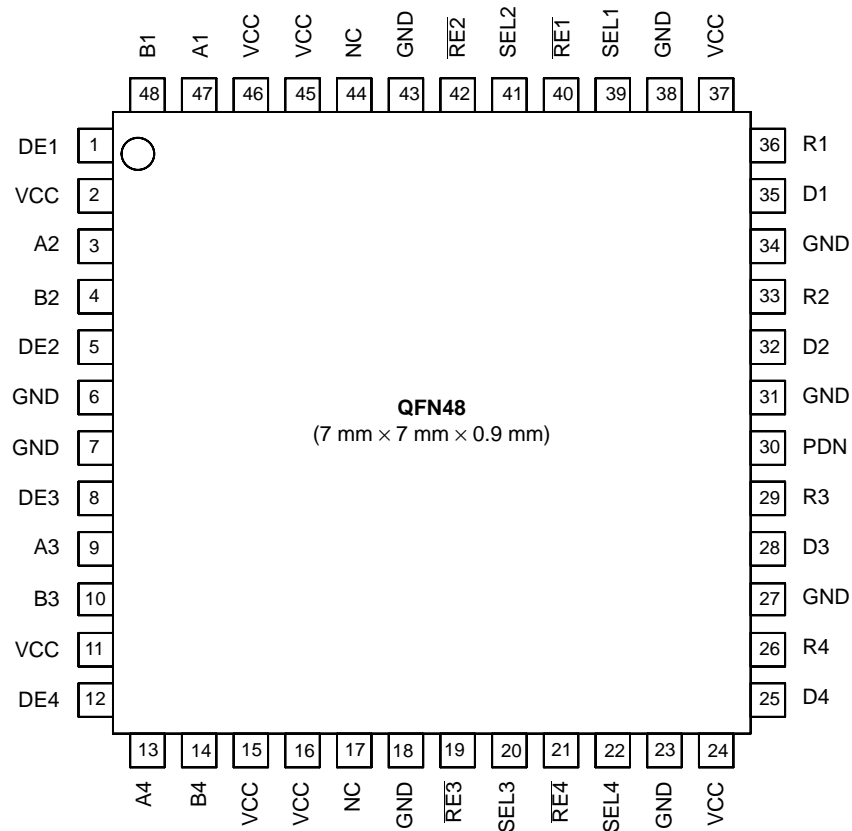 B1 A1 VCC VCC NC GND R̅E̅2̅ SEL2 R̅E̅1̅ SEL1 GND VCC
48 47 46 45 44 43 42 41 40 39 38 37
DE1 1 36 R1
VCC 2 35 D1
A2 3 34 GND
B2 4 33 R2
DE2 5 32 D2
GND 6 31 GND
QFN48
(7 mm × 7 mm × 0.9 mm)
GND 7 30 PDN
DE3 8 29 R3
A3 9 28 D3
B3 10 27 GND
VCC 11 26 R4
DE4 12 25 D4
13 14 15 16 17 18 19 20 21 22 23 24
A4 B4 VCC VCC NC GND R̅E̅3̅ SEL3 R̅E̅4̅ SEL4 GND VCC